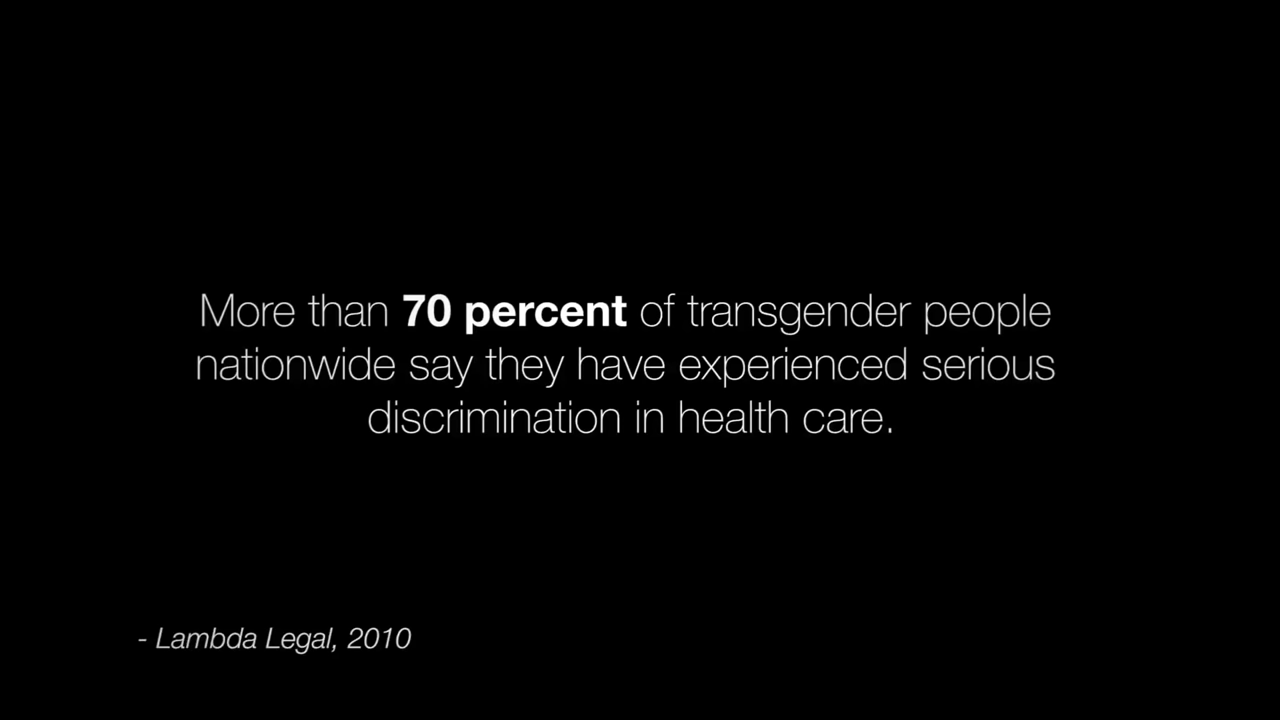 More than 70 percent of transgender people
nationwide say they have experienced serious
discrimination in health care.
- Lambda Legal, 2010